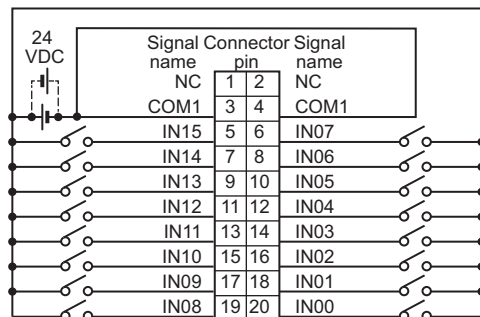 24 VDC
Signal name Connector pin Signal name
NC 1 2 NC
COM1 3 4 COM1
IN15 5 6 IN07
IN14 7 8 IN06
IN13 9 10 IN05
IN12 11 12 IN04
IN11 13 14 IN03
IN10 15 16 IN02
IN09 17 18 IN01
IN08 19 20 IN00